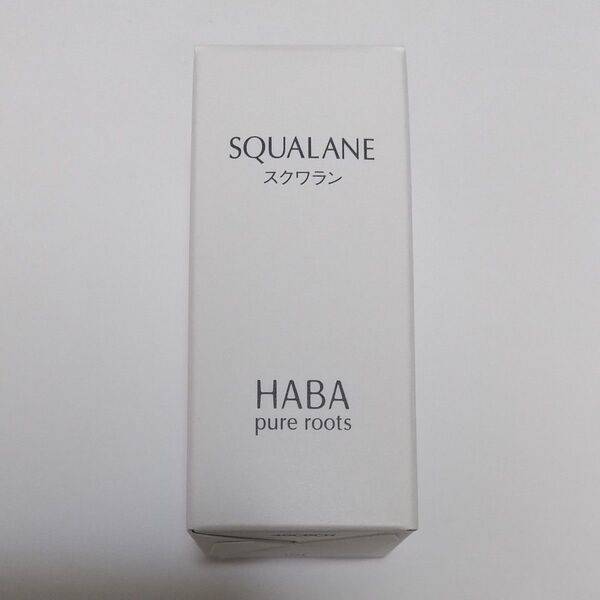 SQUALANE
スクワラン
HABA
pure roots